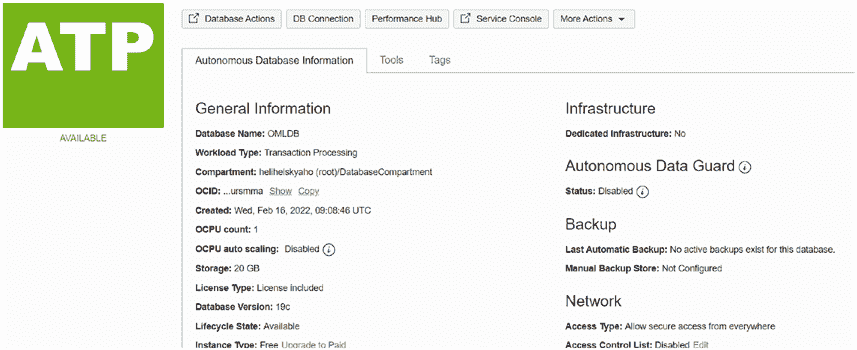 ATP
AVAILABLE
Database Actions DB Connection Performance Hub Service Console More Actions
Autonomous Database Information Tools Tags
General Information
Database Name: OMLDB
Workload Type: Transaction Processing
Compartment: helihelskyaho (root)/DatabaseCompartment
OCID: ...ursmma Show Copy
Created: Wed, Feb 16, 2022, 09:08:46 UTC
OCPU count: 1
OCPU auto scaling: Disabled
Storage: 20 GB
License Type: License included
Database Version: 19c
Lifecycle State: Available
Instance Type: Free Upgrade to Paid
Infrastructure
Dedicated Infrastructure: No
Autonomous Data Guard
Status: Disabled
Backup
Last Automatic Backup: No active backups exist for this database.
Manual Backup Store: Not Configured
Network
Access Type: Allow secure access from everywhere
Access Control List: Disabled Edit